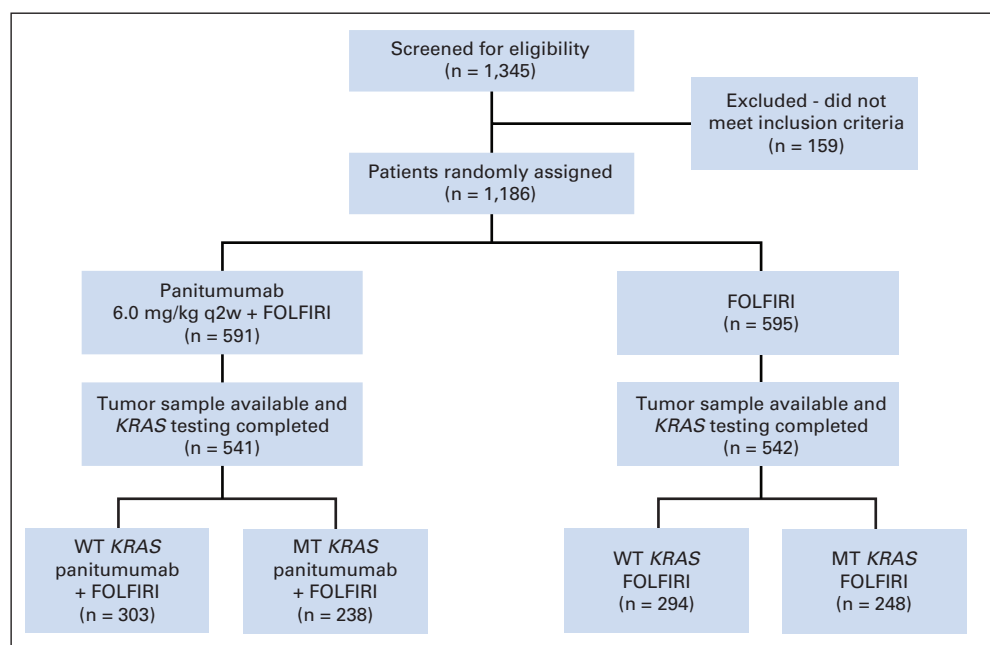 Screened for eligibility
(n = 1,345)
Excluded - did not
meet inclusion criteria
(n = 159)
Patients randomly assigned
(n = 1,186)
Panitumumab
6.0 mg/kg q2w + FOLFIRI
(n = 591)
FOLFIRI
(n = 595)
Tumor sample available and
KRAS testing completed
(n = 541)
Tumor sample available and
KRAS testing completed
(n = 542)
WT KRAS
panitumumab
+ FOLFIRI
(n = 303)
MT KRAS
panitumumab
+ FOLFIRI
(n = 238)
WT KRAS
FOLFIRI
(n = 294)
MT KRAS
FOLFIRI
(n = 248)